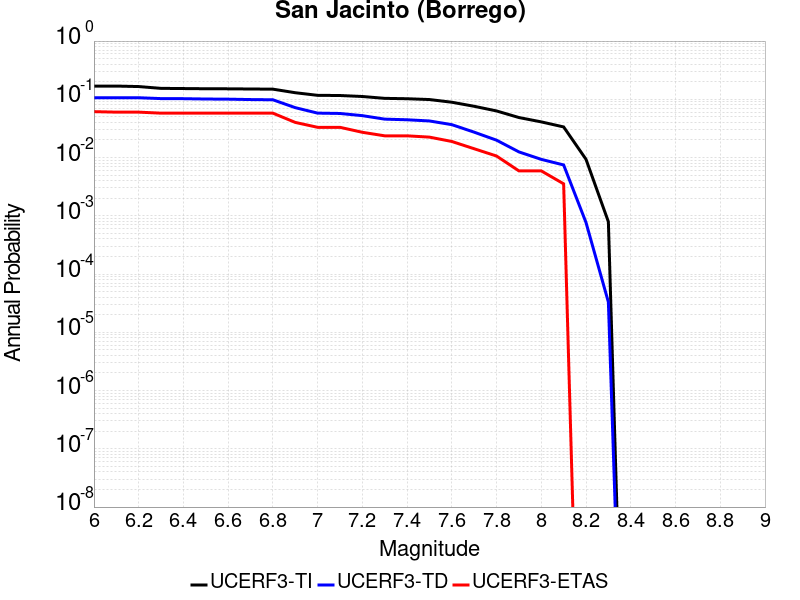 San Jacinto (Borrego)
10^0
10^-1
10^-2
10^-3
10^-4
10^-5
10^-6
10^-7
10^-8
Annual Probability
6 6.2 6.4 6.6 6.8 7 7.2 7.4 7.6 7.8 8 8.2 8.4 8.6 8.8 9
Magnitude
UCERF3-TI UCERF3-TD UCERF3-ETAS